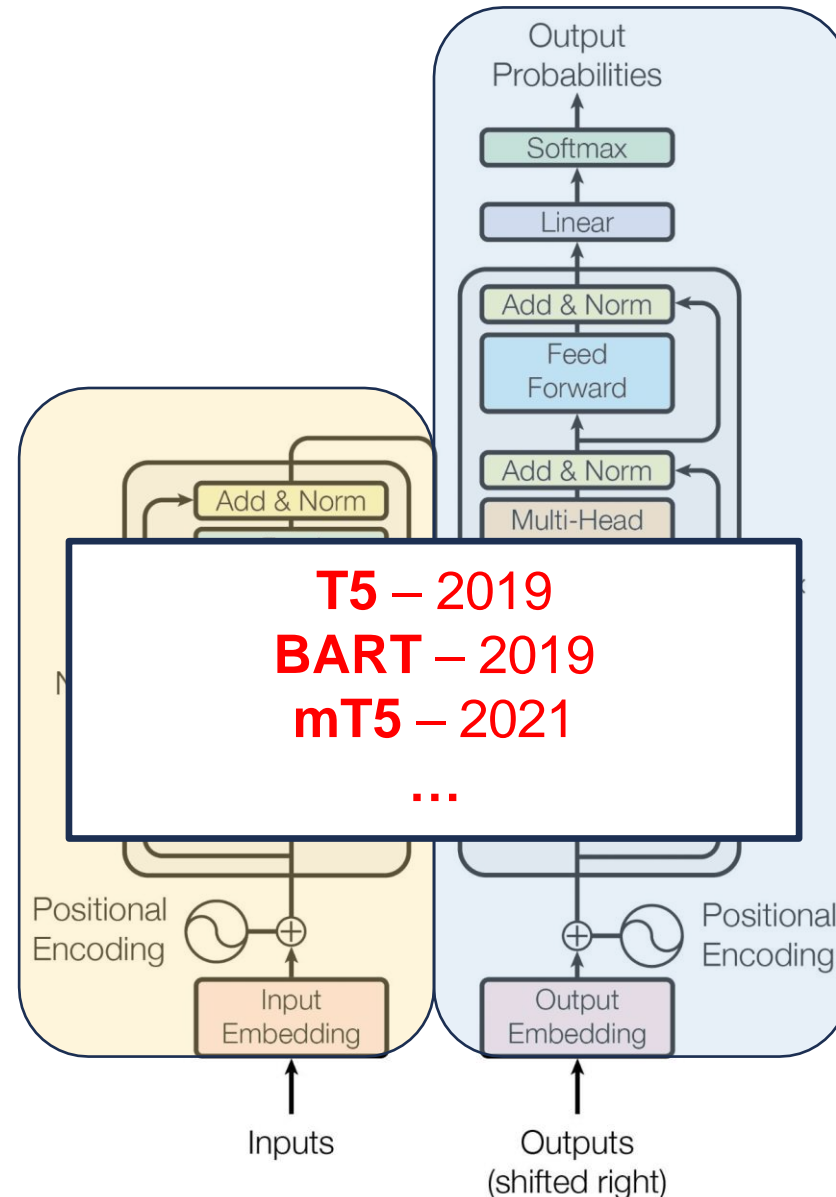 Output
Probabilities
Softmax
Linear
Add & Norm
Feed
Forward
Add & Norm
Multi-Head
Add & Norm
T5 – 2019
BART – 2019
mT5 – 2021
…
Positional
Encoding
Positional
Encoding
Input
Embedding
Output
Embedding
Inputs
Outputs
(shifted right)